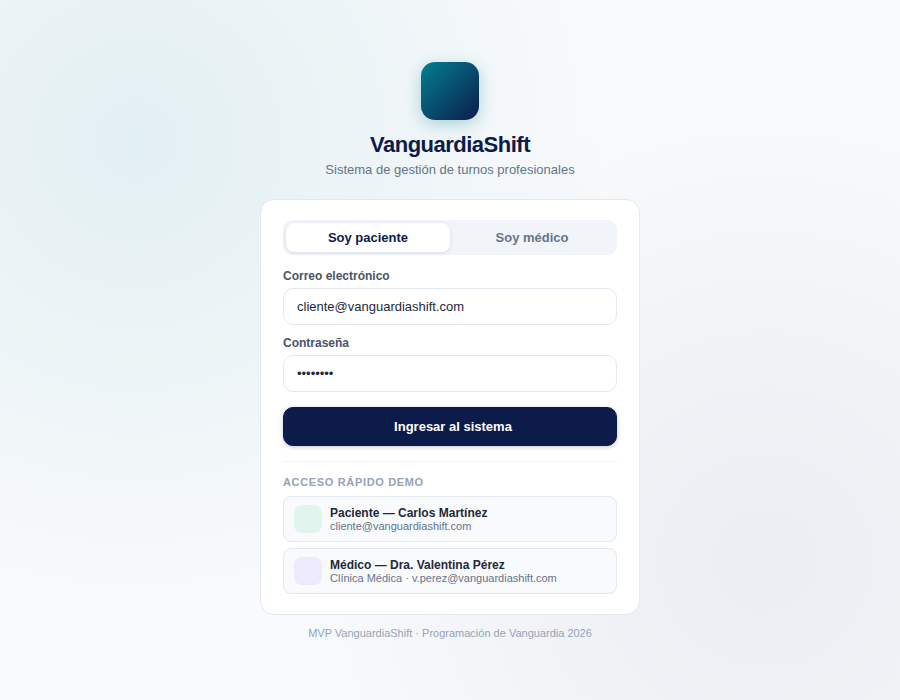 VanguardiaShift
Sistema de gestión de turnos profesionales
Soy paciente
Soy médico
Correo electrónico
cliente@vanguardiashift.com
Contraseña
••••••••
Ingresar al sistema
ACCESO RÁPIDO DEMO
Paciente — Carlos Martínez
cliente@vanguardiashift.com
Médico — Dra. Valentina Pérez
Clínica Médica · v.perez@vanguardiashift.com
MVP VanguardiaShift · Programación de Vanguardia 2026